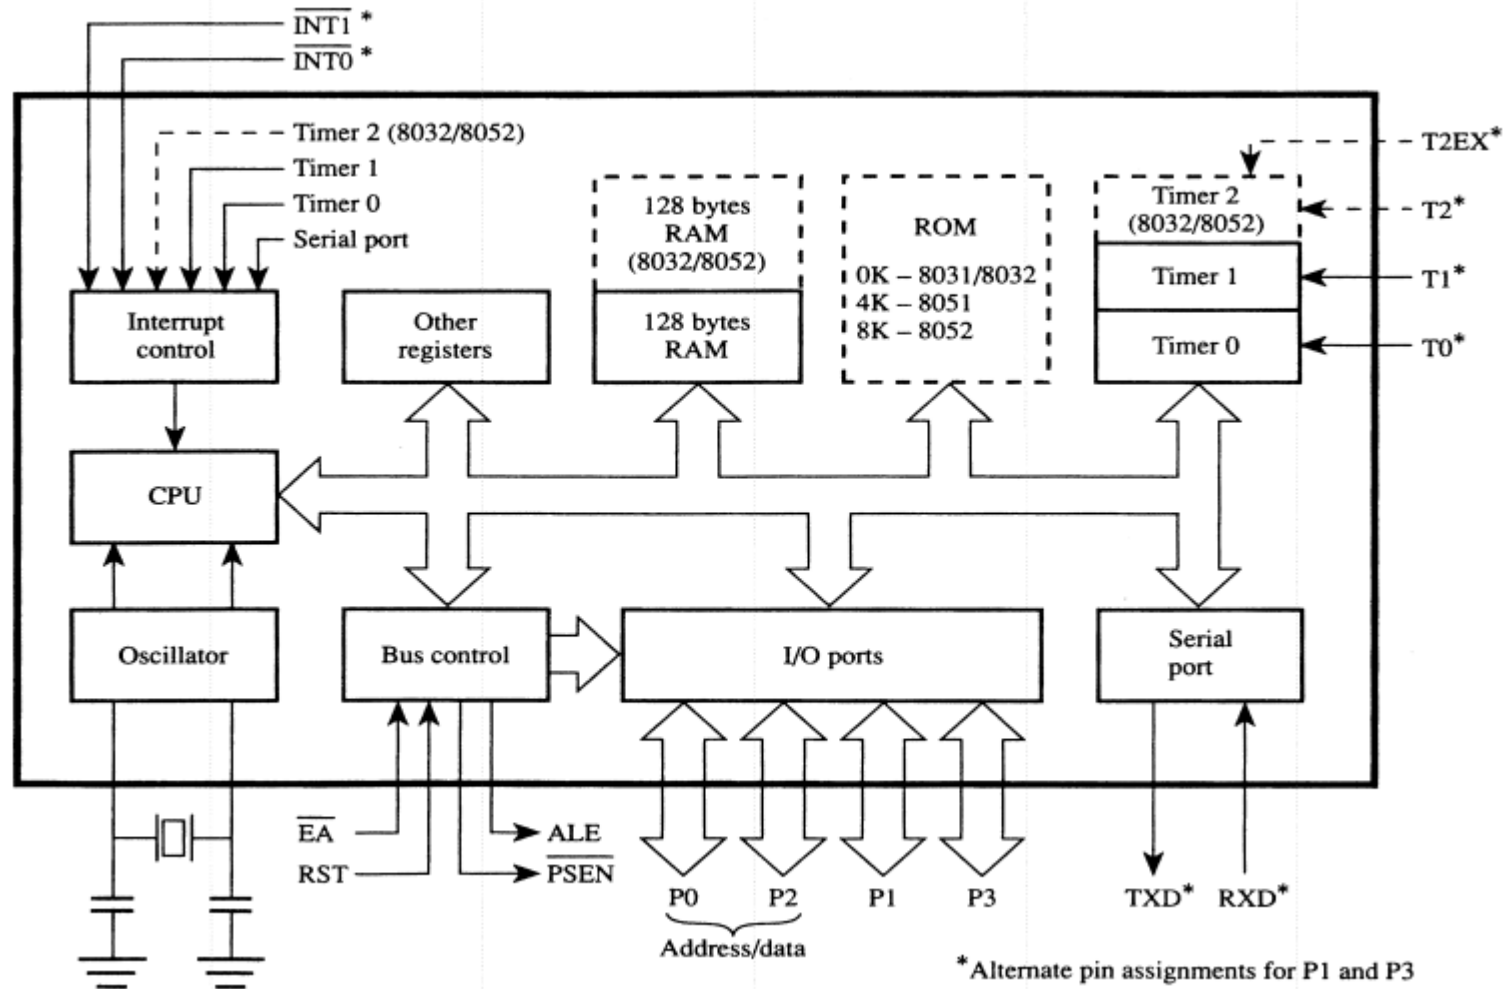 INT1 *
INT0 *
Timer 2 (8032/8052)
Timer 1
Timer 0
Serial port
T2EX*
T2*
T1*
T0*
Interrupt
control
Other
registers
128 bytes
RAM
(8032/8052)
128 bytes
RAM
ROM
0K – 8031/8032
4K – 8051
8K – 8052
Timer 2
(8032/8052)
Timer 1
Timer 0
CPU
Oscillator
Bus control
I/O ports
Serial
port
EA
RST
ALE
PSEN
P0
P2
P1
P3
Address/data
TXD*
RXD*
*Alternate pin assignments for P1 and P3